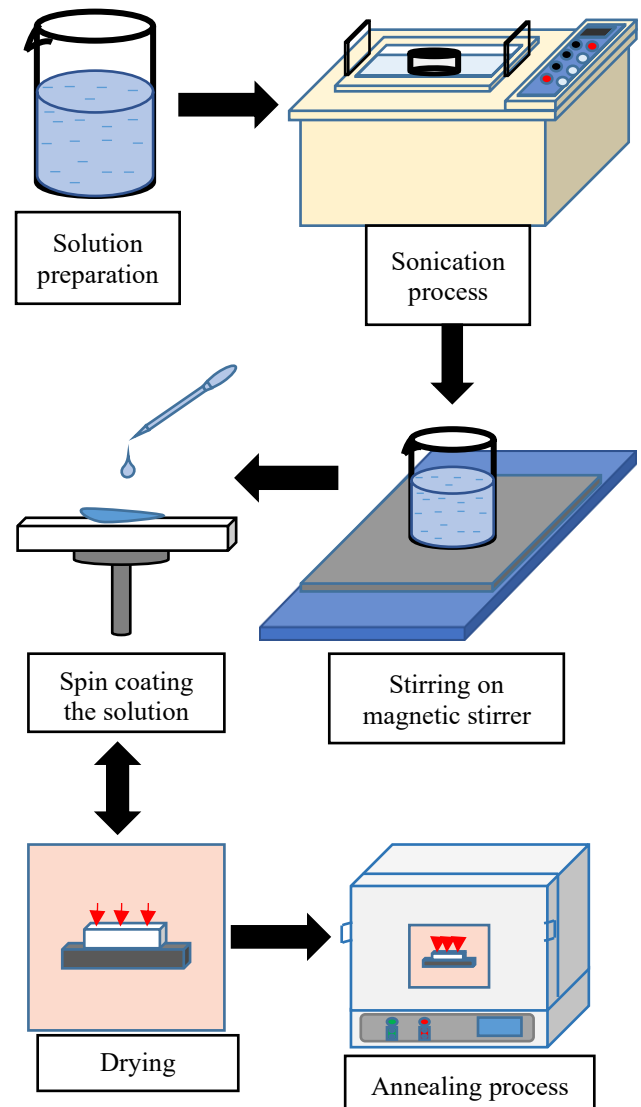 Solution
preparation
Sonication
process
Spin coating
the solution
Stirring on
magnetic stirrer
Drying
Annealing process